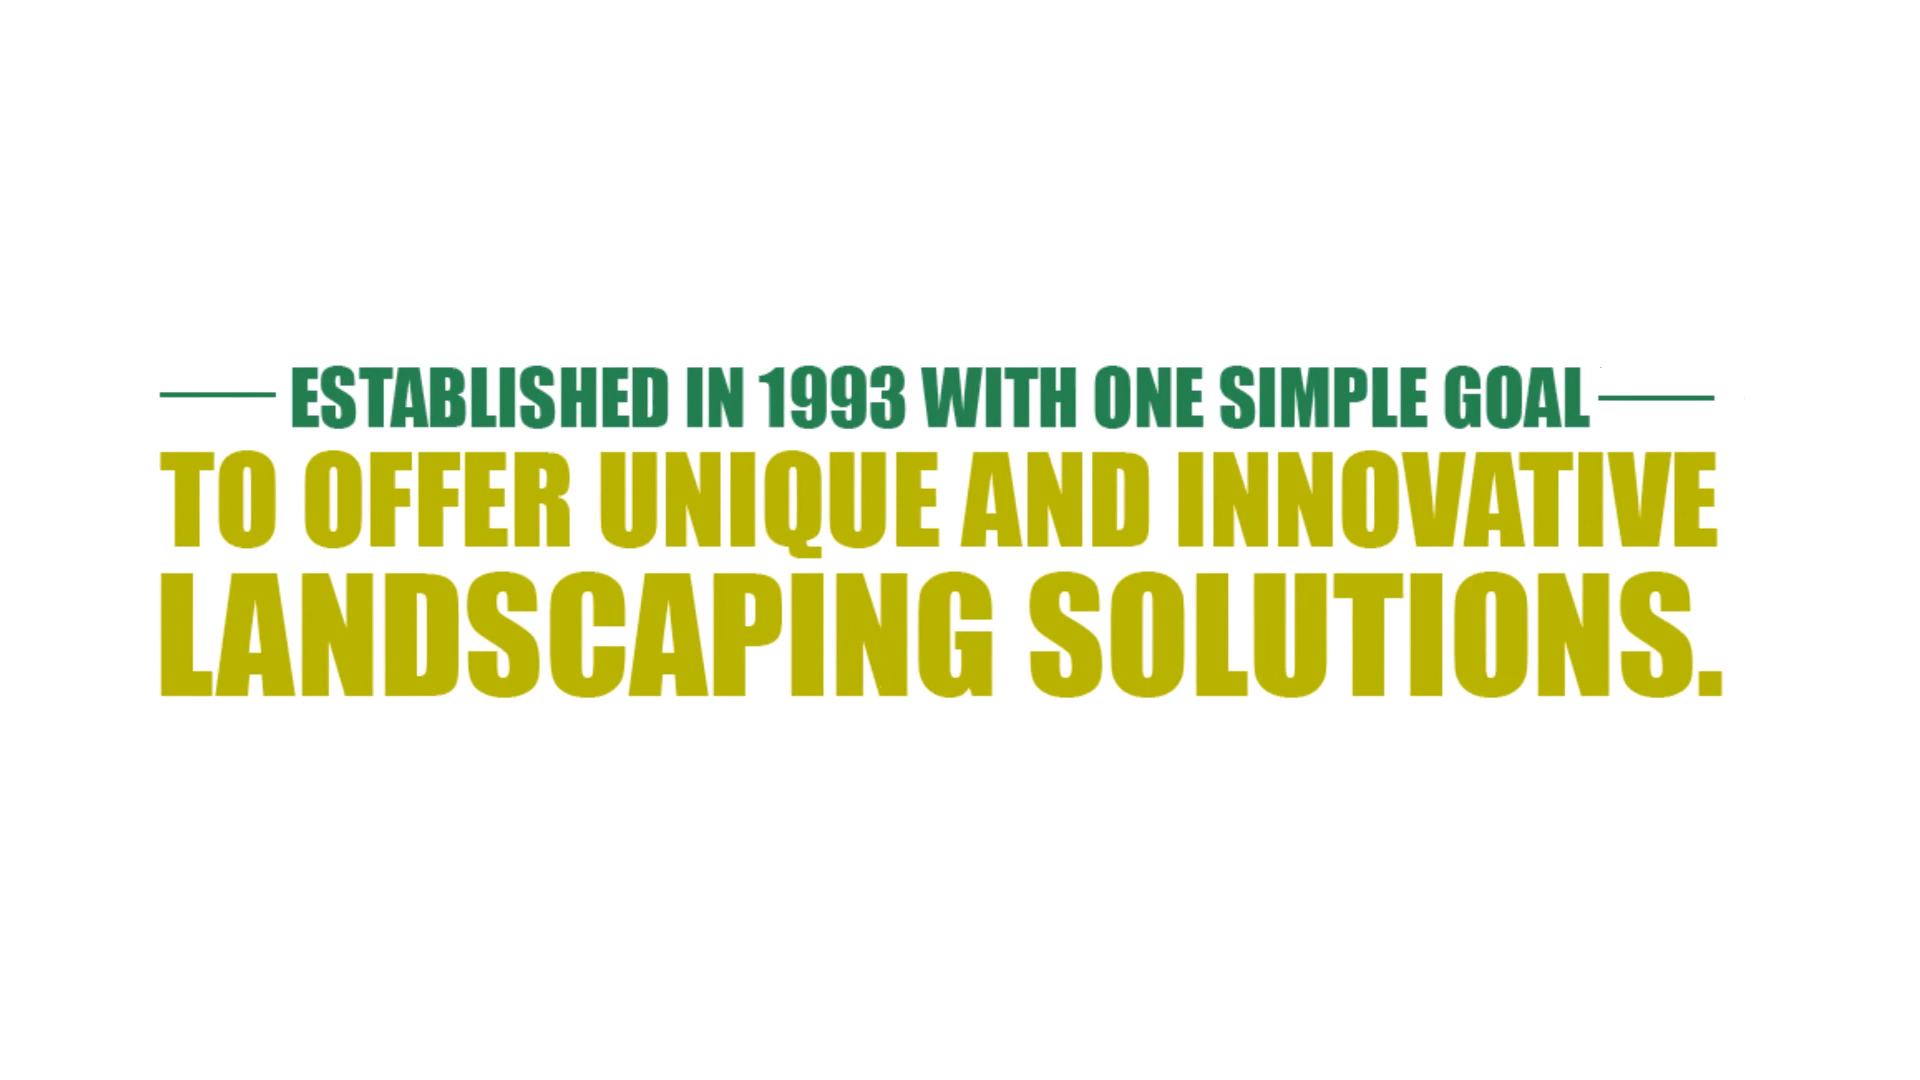 ESTABLISHED IN 1993 WITH ONE SIMPLE GOAL
TO OFFER UNIQUE AND INNOVATIVE
LANDSCAPING SOLUTIONS.